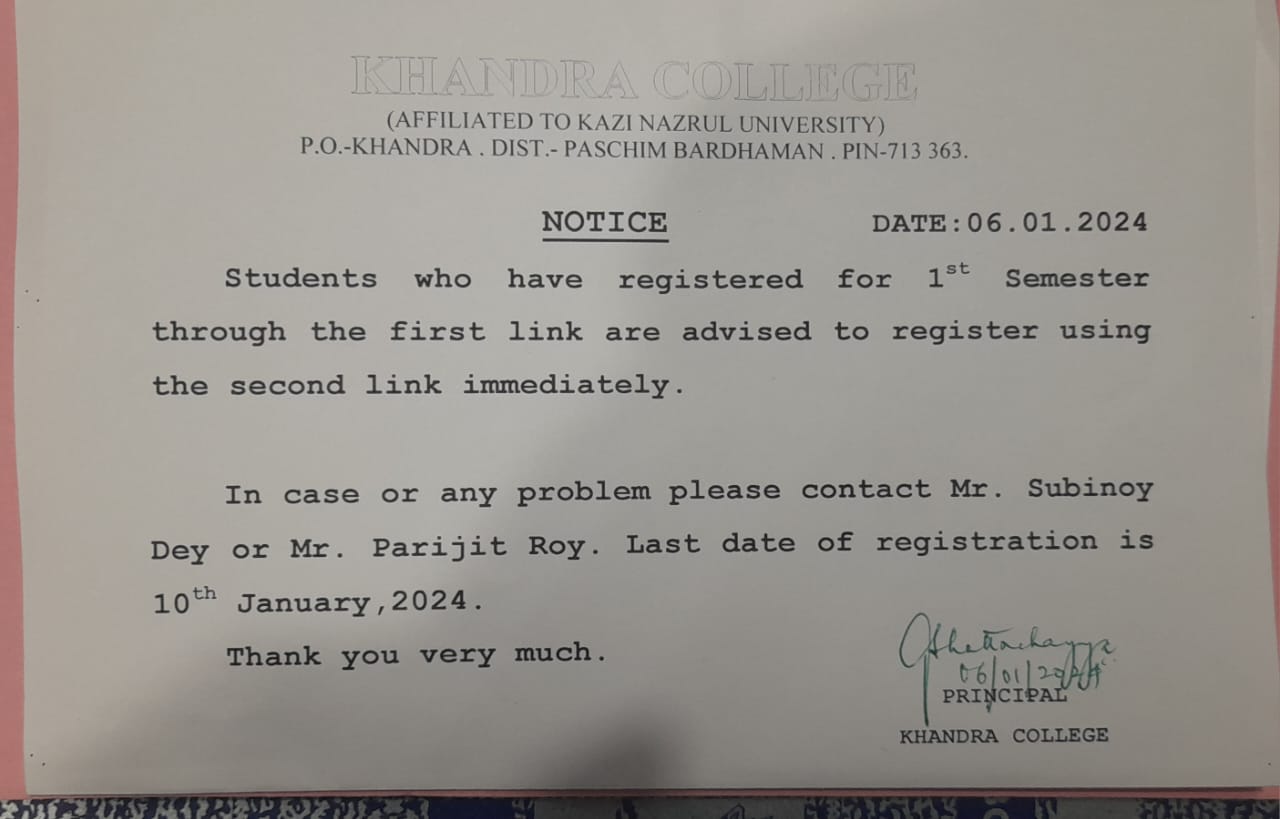 KHANDRA COLLEGE
(AFFILIATED TO KAZI NAZRUL UNIVERSITY)
P.O.-KHANDRA . DIST.- PASCHIM BARDHAMAN . PIN-713 363.
NOTICE DATE:06.01.2024
Students who have registered for 1st Semester
through the first link are advised to register using
the second link immediately.
In case or any problem please contact Mr. Subinoy
Dey or Mr. Parijit Roy. Last date of registration is
10th January,2024.
Thank you very much.
06/01/2024
PRINCIPAL
KHANDRA COLLEGE